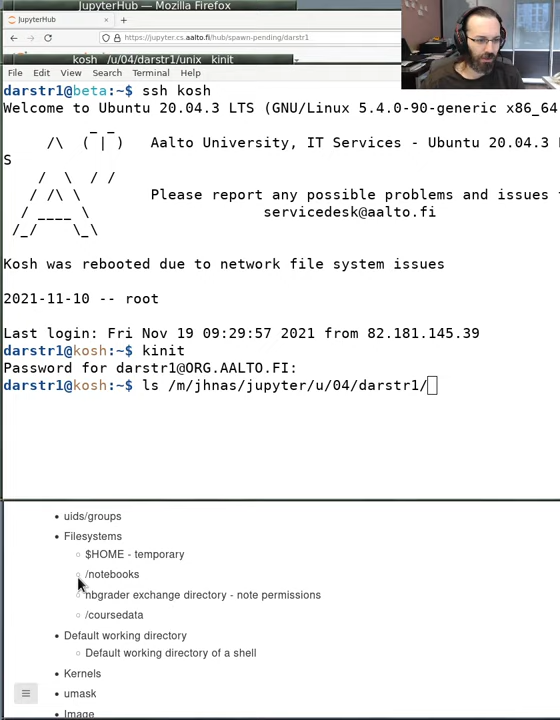 JupyterHub — Mozilla Firefox
JupyterHub
https://jupyter.cs.aalto.fi/hub/spawn-pending/darstr1
kosh /u/04/darstr1/unix kinit
File Edit View Search Terminal Help
darstr1@beta:~$ ssh kosh
Welcome to Ubuntu 20.04.3 LTS (GNU/Linux 5.4.0-90-generic x86_64
_ _
/\ ( | ) Aalto University, IT Services - Ubuntu 20.04.3
S
/ \ / /
/ /\ \ Please report any possible problems and issues
/ ____ \ servicedesk@aalto.fi
/_/ \_\
Kosh was rebooted due to network file system issues
2021-11-10 -- root
Last login: Fri Nov 19 09:29:57 2021 from 82.181.145.39
darstr1@kosh:~$ kinit
Password for darstr1@ORG.AALTO.FI:
darstr1@kosh:~$ ls /m/jhnas/jupyter/u/04/darstr1/
uids/groups
Filesystems
$HOME - temporary
/notebooks
nbgrader exchange directory - note permissions
/coursedata
Default working directory
Default working directory of a shell
Kernels
umask
Image